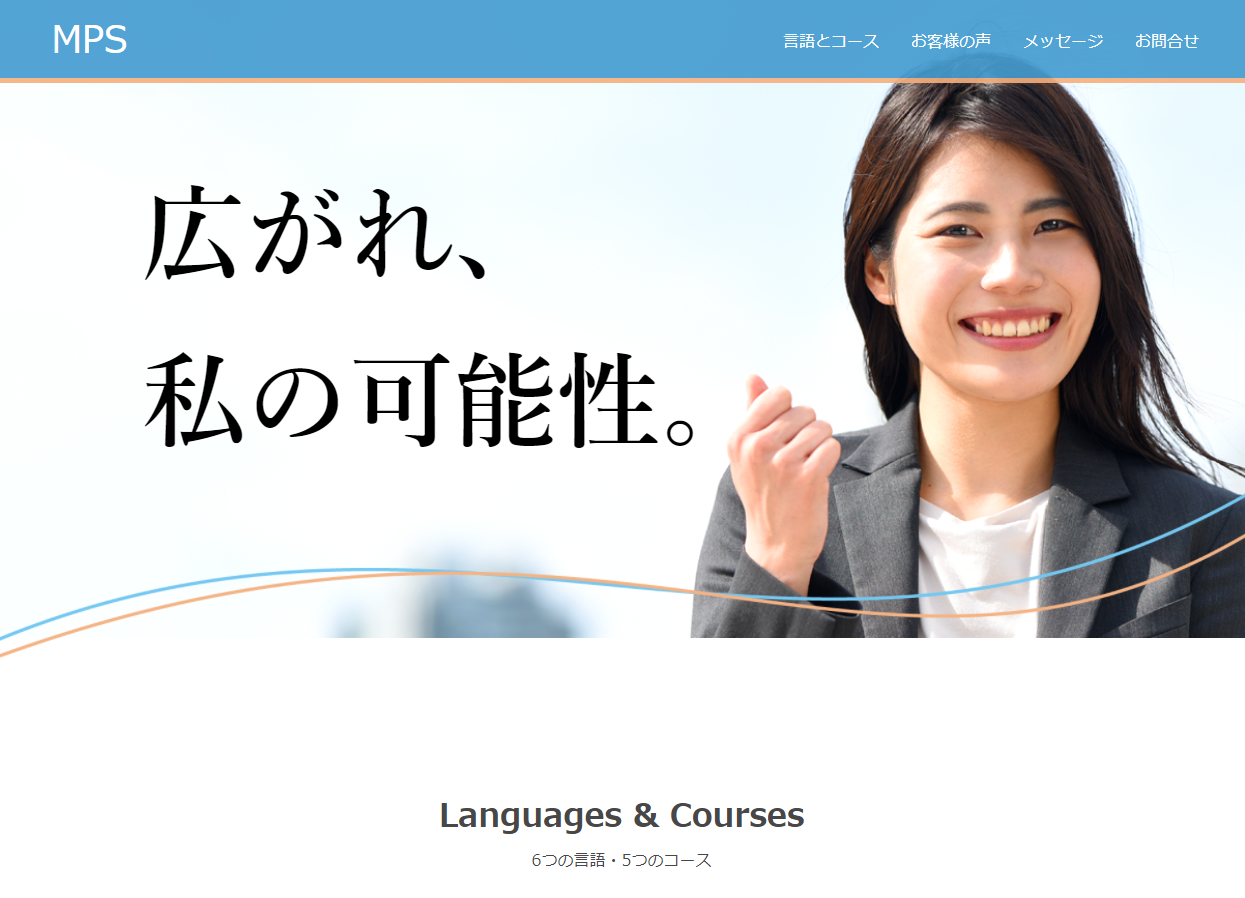 MPS
言語とコース
お客様の声
メッセージ
お問合せ
広がれ、
私の可能性。
Languages & Courses
6つの言語・5つのコース